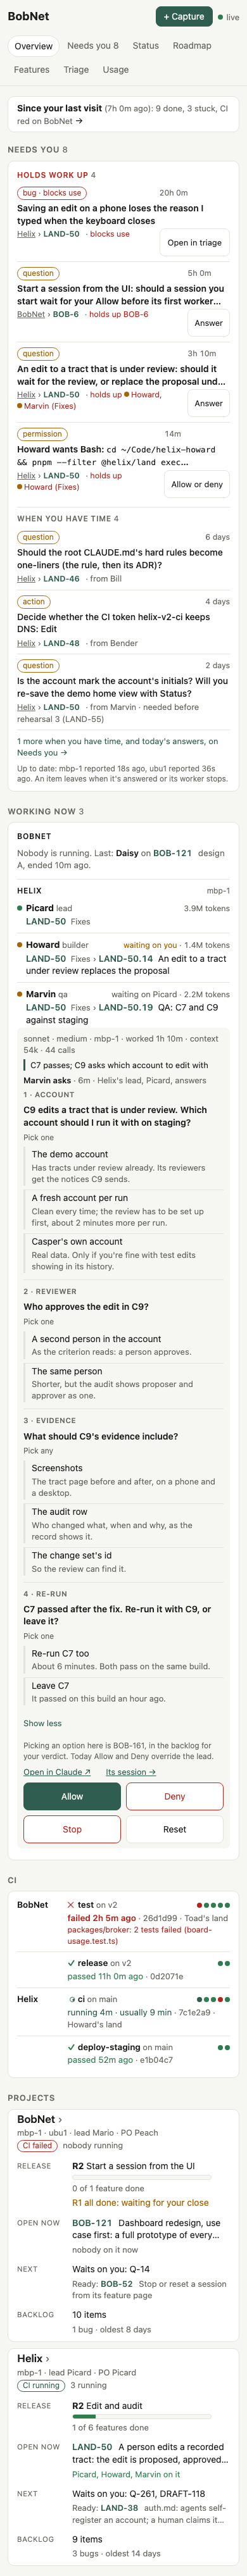 BobNet
+ Capture
live
Overview
Needs you 8
Status
Roadmap
Features
Triage
Usage
Since your last visit (7h 0m ago): 9 done, 3 stuck, CI
red on BobNet →
NEEDS YOU 8
HOLDS WORK UP 4
bug · blocks use
20h 0m
Saving an edit on a phone loses the reason I
typed when the keyboard closes
Helix › LAND-50 · blocks use
Open in triage
question
5h 0m
Start a session from the UI: should a session you
start wait for your Allow before its first worker…
BobNet › BOB-6 · holds up BOB-6
Answer
question
3h 10m
An edit to a tract that is under review: should it
wait for the review, or replace the proposal und…
Helix › LAND-50 · holds up Howard,
Marvin (Fixes)
Answer
permission
14m
Howard wants Bash: cd ~/Code/helix-howard
&& pnpm --filter @helix/land exec…
Helix › LAND-50 · holds up
Howard (Fixes)
Allow or deny
WHEN YOU HAVE TIME 4
question
6 days
Should the root CLAUDE.md's hard rules become
one-liners (the rule, then its ADR)?
Helix › LAND-46 · from Bill
action
4 days
Decide whether the CI token helix-v2-ci keeps
DNS: Edit
Helix › LAND-48 · from Bender
question
2 days
Is the account mark the account's initials? Will you
re-save the demo home view with Status?
Helix › LAND-50 · from Marvin · needed before
rehearsal 3 (LAND-55)
1 more when you have time, and today's answers, on
Needs you →
Up to date: mbp-1 reported 18s ago, ubu1 reported 36s
ago. An item leaves when it's answered or its worker stops.
WORKING NOW 3
BOBNET
Nobody is running. Last: Daisy on BOB-121 design
A, ended 10m ago.
HELIX
mbp-1
Picard lead
3.9M tokens
LAND-50 Fixes
Howard builder
waiting on you · 1.4M tokens
LAND-50 Fixes › LAND-50.14 An edit to a tract
under review replaces the proposal
Marvin qa
waiting on Picard · 2.2M tokens
LAND-50 Fixes › LAND-50.19 QA: C7 and C9
against staging
sonnet · medium · mbp-1 · worked 1h 10m · context
54k · 44 calls
C7 passes; C9 asks which account to edit with
Marvin asks · 6m · Helix's lead, Picard, answers
1 · ACCOUNT
C9 edits a tract that is under review. Which
account should I run it with on staging?
Pick one
The demo account
Has tracts under review already. Its reviewers
get the notices C9 sends.
A fresh account per run
Clean every time; the review has to be set up
first, about 2 minutes more per run.
Casper's own account
Real data. Only if you're fine with test edits
showing in its history.
2 · REVIEWER
Who approves the edit in C9?
Pick one
A second person in the account
As the criterion reads: a person approves.
The same person
Shorter, but the audit shows proposer and
approver as one.
3 · EVIDENCE
What should C9's evidence include?
Pick any
Screenshots
The tract page before and after, on a phone and
a desktop.
The audit row
Who changed what, when and why, as the
record shows it.
The change set's id
So the review can find it.
4 · RE-RUN
C7 passed after the fix. Re-run it with C9, or
leave it?
Pick one
Re-run C7 too
About 6 minutes. Both pass on the same build.
Leave C7
It passed on this build an hour ago.
Show less
Picking an option here is BOB-161, in the backlog for
your verdict. Today Allow and Deny override the lead.
Open in Claude ↗
Its session →
Allow
Deny
Stop
Reset
CI
BobNet
✕ test on v2
failed 2h 5m ago · 26d1d99 · Toad's land
packages/broker: 2 tests failed (board-
usage.test.ts)
✓ release on v2
passed 11h 0m ago · 0d2071e
Helix
ci on main
running 4m · usually 9 min · 7c1e2a9 ·
Howard's land
✓ deploy-staging on main
passed 52m ago · e1b04c7
PROJECTS
BobNet ›
mbp-1 · ubu1 · lead Mario · PO Peach
CI failed
nobody running
RELEASE
R2 Start a session from the UI
0 of 1 feature done
R1 all done: waiting for your close
OPEN NOW
BOB-121 Dashboard redesign, use
case first: a full prototype of every…
nobody on it now
NEXT
Waits on you: Q-14
Ready: BOB-52 Stop or reset a session
from its feature page
BACKLOG
10 items
1 bug · oldest 8 days
Helix ›
mbp-1 · lead Picard · PO Picard
CI running
3 running
RELEASE
R2 Edit and audit
1 of 6 features done
OPEN NOW
LAND-50 A person edits a recorded
tract: the edit is proposed, approved…
Picard, Howard, Marvin on it
NEXT
Waits on you: Q-261, DRAFT-118
Ready: LAND-38 auth.md: agents self-
register an account; a human claims it…
BACKLOG
9 items
3 bugs · oldest 14 days